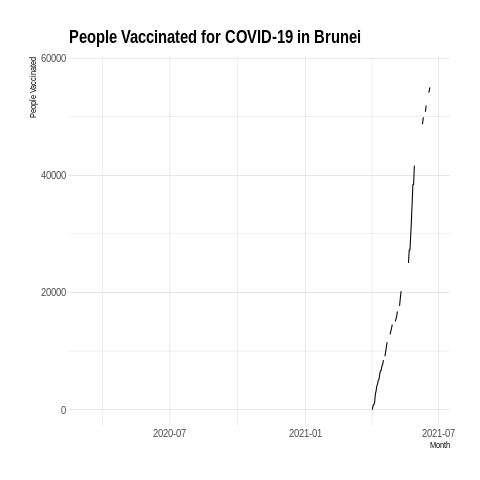 People Vaccinated for COVID-19 in Brunei
People Vaccinated
60000
40000
20000
0
2020-07
2021-01
2021-07
Month